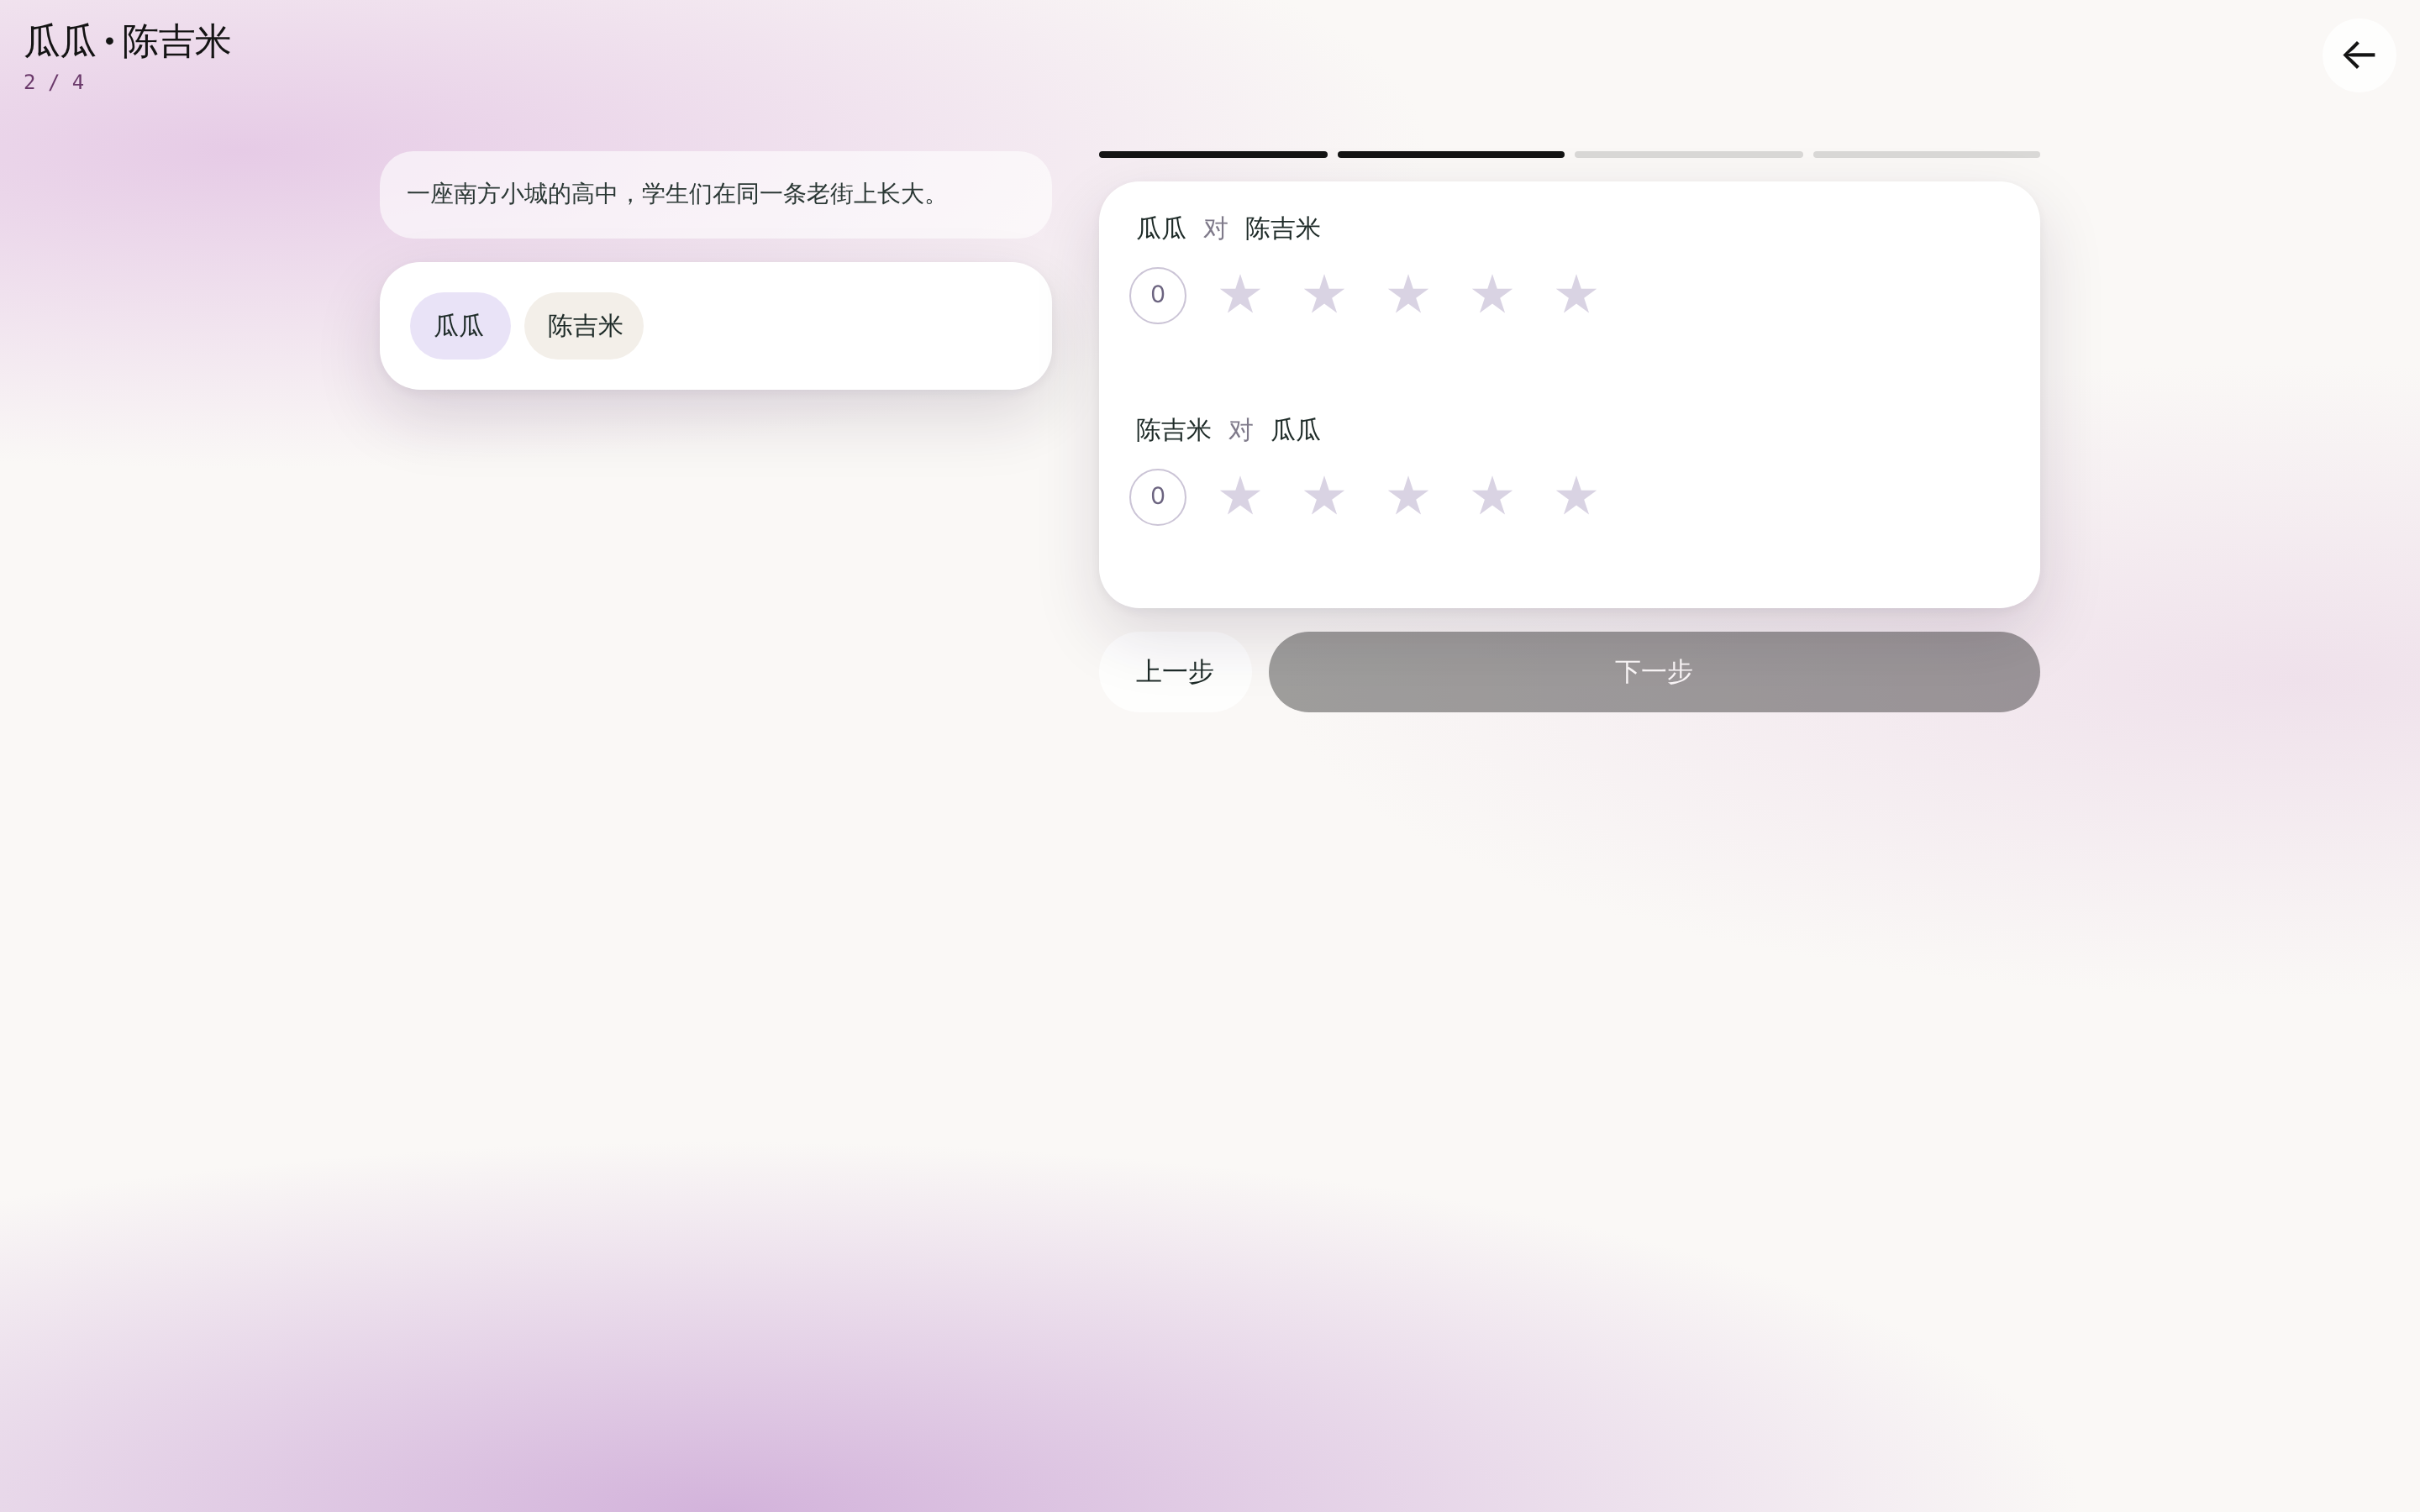 瓜瓜·陈吉米
2 / 4
一座南方小城的高中，学生们在同一条老街上长大。
瓜瓜 陈吉米
瓜瓜 对 陈吉米
0 ★ ★ ★ ★ ★
陈吉米 对 瓜瓜
0 ★ ★ ★ ★ ★
上一步 下一步